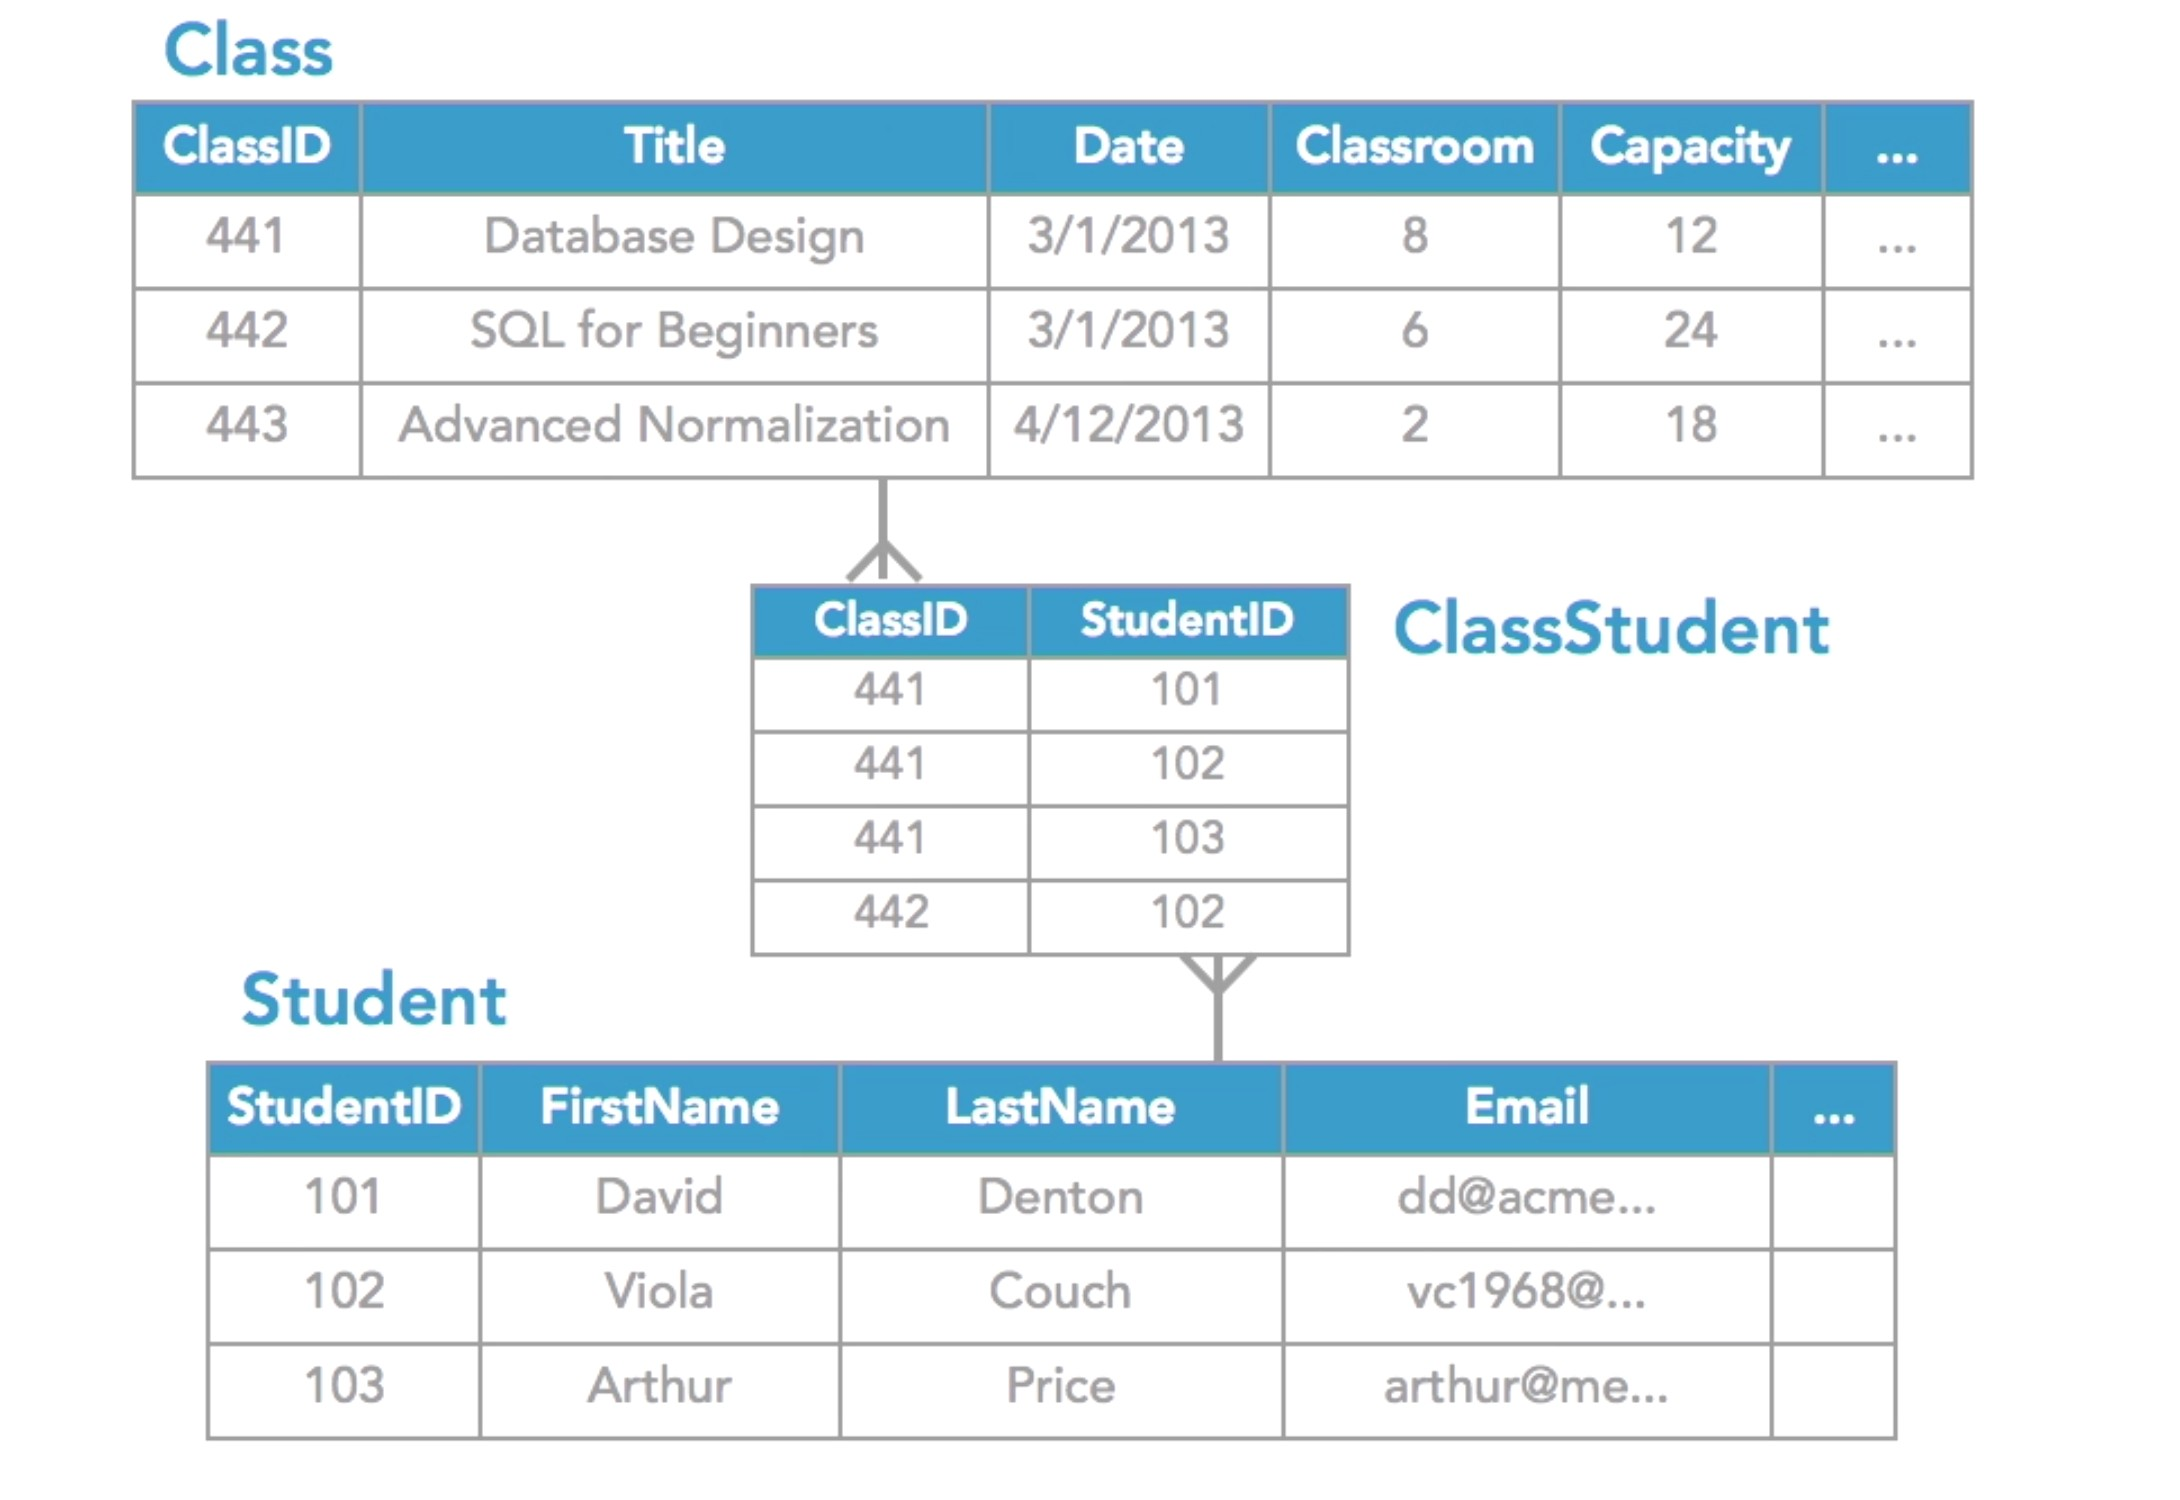 Class
ClassID Title Date Classroom Capacity ...
441 Database Design 3/1/2013 8 12 ...
442 SQL for Beginners 3/1/2013 6 24 ...
443 Advanced Normalization 4/12/2013 2 18 ...
ClassID StudentID
ClassStudent
441 101
441 102
441 103
442 102
Student
StudentID FirstName LastName Email ...
101 David Denton dd@acme...
102 Viola Couch vc1968@...
103 Arthur Price arthur@me...